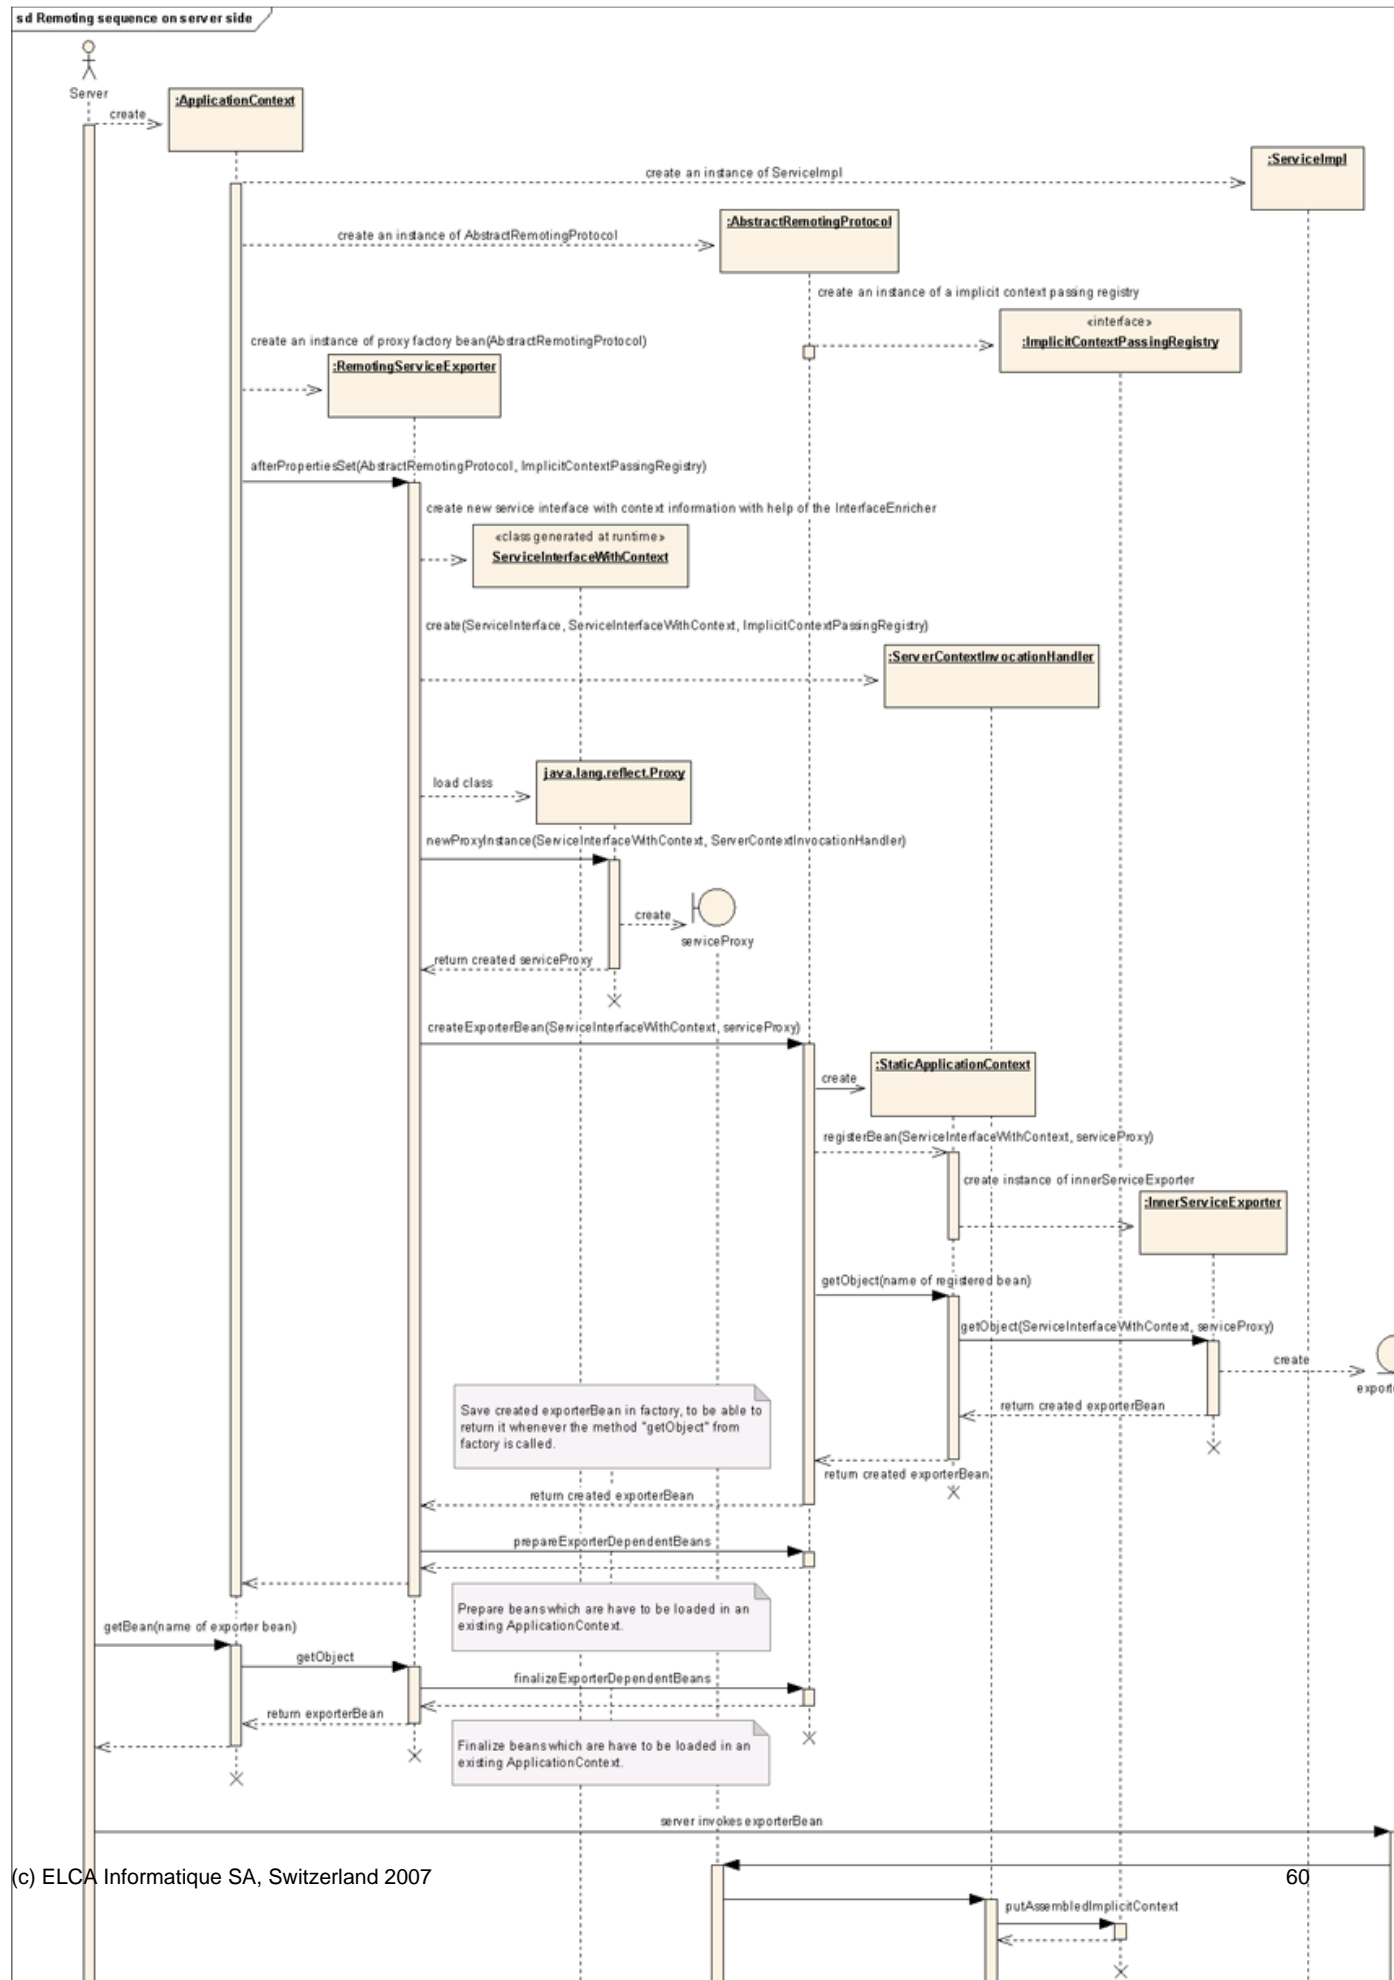 sd Remoting sequence on server side
Server
create
:ApplicationContext
create an instance of ServiceImpl
:ServiceImpl
create an instance of AbstractRemotingProtocol
:AbstractRemotingProtocol
create an instance of a implicit context passing registry
«interface»
:ImplicitContextPassingRegistry
create an instance of proxy factory bean(AbstractRemotingProtocol)
:RemotingServiceExporter
afterPropertiesSet(AbstractRemotingProtocol, ImplicitContextPassingRegistry)
create new service interface with context information with help of the InterfaceEnricher
«class generated at runtime»
ServiceInterfaceWithContext
create(ServiceInterface, ServiceInterfaceWithContext, ImplicitContextPassingRegistry)
:ServerContextInvocationHandler
java.lang.reflect.Proxy
load class
newProxyInstance(ServiceInterfaceWithContext, ServerContextInvocationHandler)
create
serviceProxy
return created serviceProxy
createExporterBean(ServiceInterfaceWithContext, serviceProxy)
:StaticApplicationContext
create
registerBean(ServiceInterfaceWithContext, serviceProxy)
create instance of innerServiceExporter
:InnerServiceExporter
getObject(name of registered bean)
getObject(ServiceInterfaceWithContext, serviceProxy)
create
return created exporterBean
Save created exporterBean in factory, to be able to
return it whenever the method "getObject" from
factory is called.
return created exporterBean
return created exporterBean
prepareExporterDependentBeans
Prepare beans which are have to be loaded in an
existing ApplicationContext.
getBean(name of exporter bean)
getObject
finalizeExporterDependentBeans
return exporterBean
Finalize beans which are have to be loaded in an
existing ApplicationContext.
server invokes exporterBean
(c) ELCA Informatique SA, Switzerland 2007
60
putAssembledImplicitContext